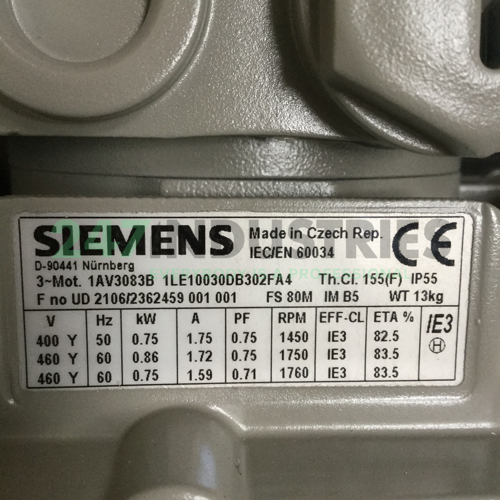 SIEMENS Made in Czech Rep. CE
D-90441 Nürnberg IEC/EN 60034
3~Mot. 1AV3083B 1LE10030DB302FA4 Th.Cl. 155(F) IP55
F no UD 2106/2362459 001 001 FS 80M IM B5 WT 13kg
V Hz kW A PF RPM EFF-CL ETA % IE3
400 Y 50 0.75 1.75 0.75 1450 IE3 82.5
460 Y 60 0.86 1.72 0.75 1750 IE3 83.5
460 Y 60 0.75 1.59 0.71 1760 IE3 83.5
H
INDUSTRIES